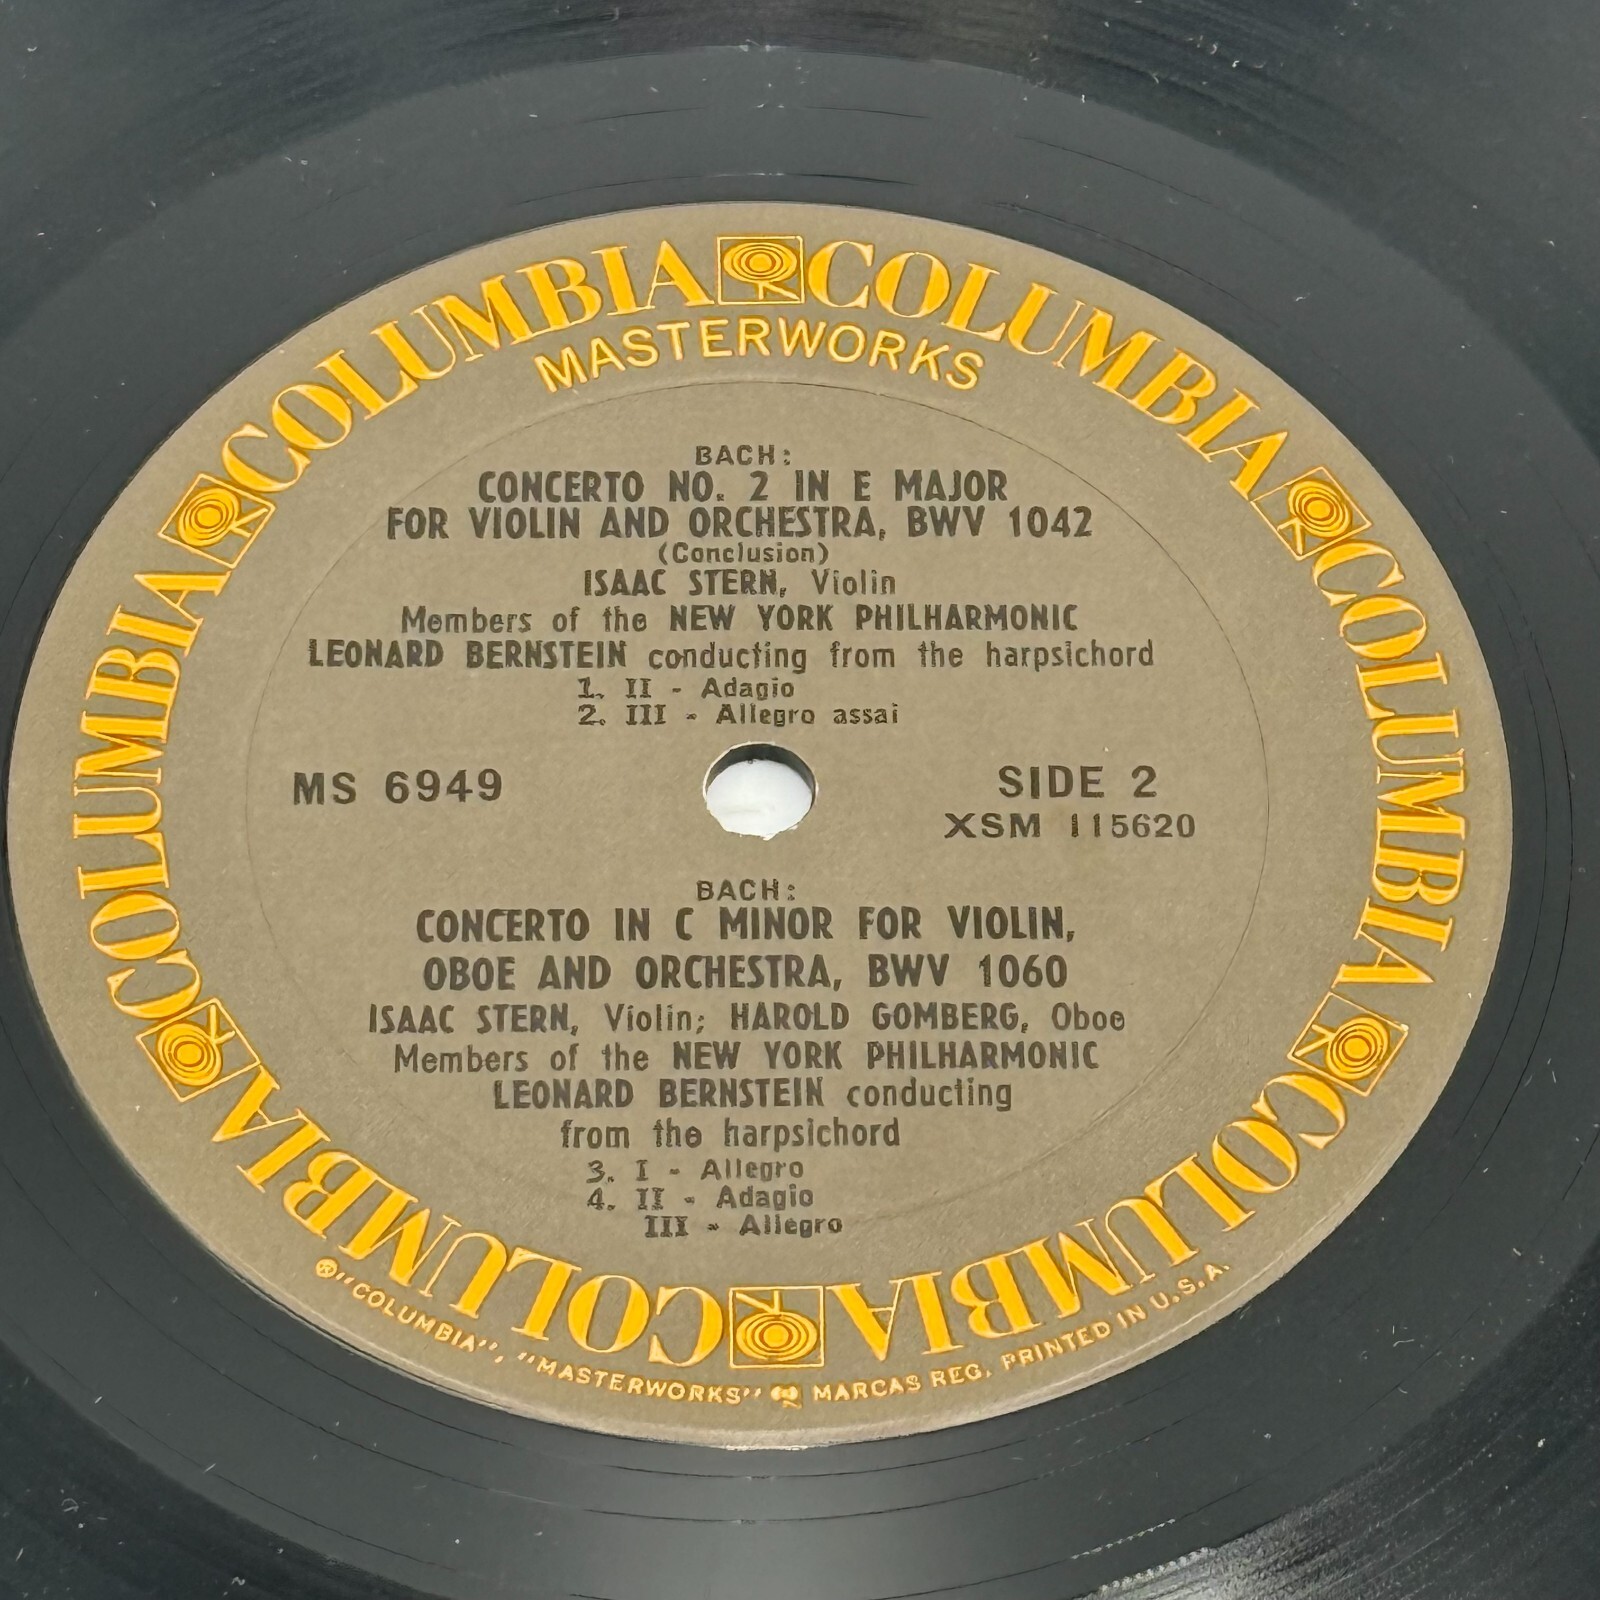 COLUMBIA COLUMBIA COLUMBIA COLUMBIA COLUMBIA COLUMBIA
MASTERWORKS
BACH:
CONCERTO NO. 2 IN E MAJOR
FOR VIOLIN AND ORCHESTRA, BWV 1042
(Conclusion)
ISAAC STERN, Violin
Members of the NEW YORK PHILHARMONIC
LEONARD BERNSTEIN conducting from the harpsichord
1. II - Adagio
2. III - Allegro assai
MS 6949
SIDE 2
XSM 115620
BACH:
CONCERTO IN C MINOR FOR VIOLIN,
OBOE AND ORCHESTRA, BWV 1060
ISAAC STERN, Violin; HAROLD GOMBERG, Oboe
Members of the NEW YORK PHILHARMONIC
LEONARD BERNSTEIN conducting
from the harpsichord
3. I - Allegro
4. II - Adagio
III - Allegro
® "COLUMBIA", "MASTERWORKS" MARCAS REG. PRINTED IN U.S.A.